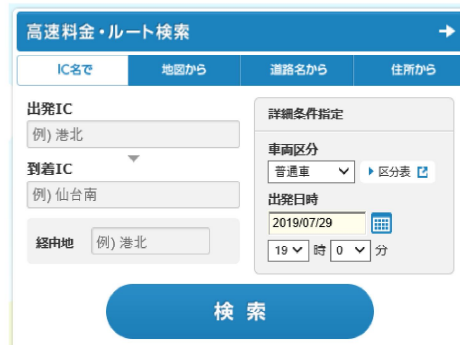 高速料金・ルート検索
IC名で 地図から 道路名から 住所から
出発IC
例) 港北
到着IC
例) 仙台南
経由地 例) 港北
詳細条件指定
車両区分
普通車 区分表
出発日時
2019/07/29
19 時 0 分
検索